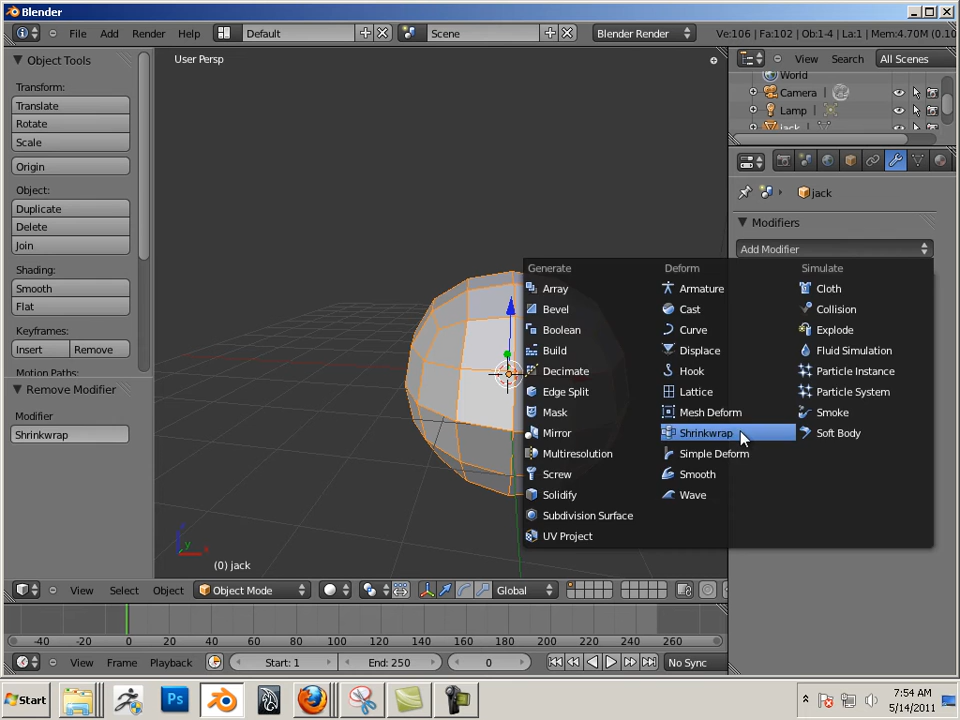 Blender
File Add Render Help Default Scene Blender Render Ve:106 | Fa:102 | Ob:1-4 | La:1 | Mem:4.70M (0.10
Object Tools
Transform:
Translate
Rotate
Scale
Origin
Object:
Duplicate
Delete
Join
Shading:
Smooth
Flat
Keyframes:
Insert Remove
Motion Paths:
Remove Modifier
Modifier
Shrinkwrap
User Persp
(0) jack
View Search All Scenes
World
Camera
Lamp
jack
jack
Modifiers
Add Modifier
Generate
Array
Bevel
Boolean
Build
Decimate
Edge Split
Mask
Mirror
Multiresolution
Screw
Solidify
Subdivision Surface
UV Project
Deform
Armature
Cast
Curve
Displace
Hook
Lattice
Mesh Deform
Shrinkwrap
Simple Deform
Smooth
Wave
Simulate
Cloth
Collision
Explode
Fluid Simulation
Particle Instance
Particle System
Smoke
Soft Body
View Select Object Object Mode Global
-40 -20 0 20 40 60 80 100 120 140 160 180 200 220 240 260
View Frame Playback Start: 1 End: 250 0 No Sync
Start Ps 7:54 AM
5/14/2011